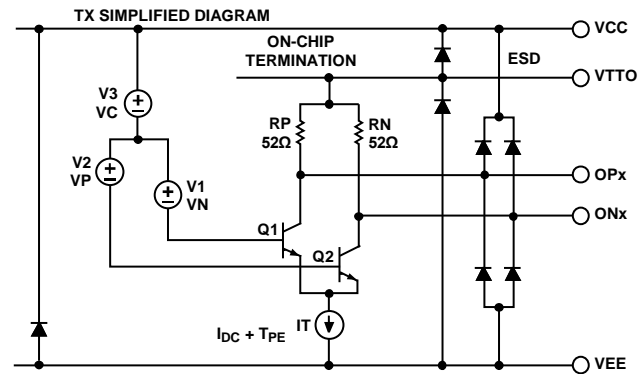 TX SIMPLIFIED DIAGRAM
VCC
ON-CHIP
TERMINATION
ESD
VTTO
V3
VC
RP
52Ω
RN
52Ω
V2
VP
V1
VN
OPx
ONx
Q1
Q2
IT
IDC + TPE
VEE